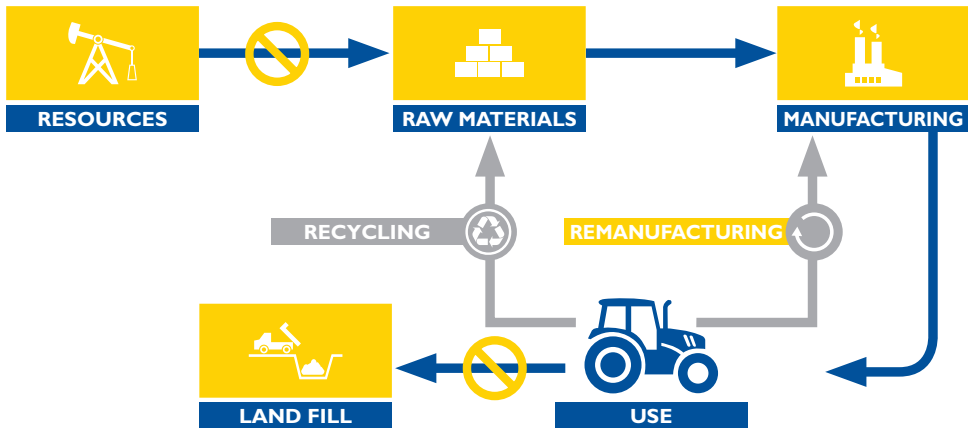 RESOURCES
RAW MATERIALS
MANUFACTURING
RECYCLING
REMANUFACTURING
LAND FILL
USE